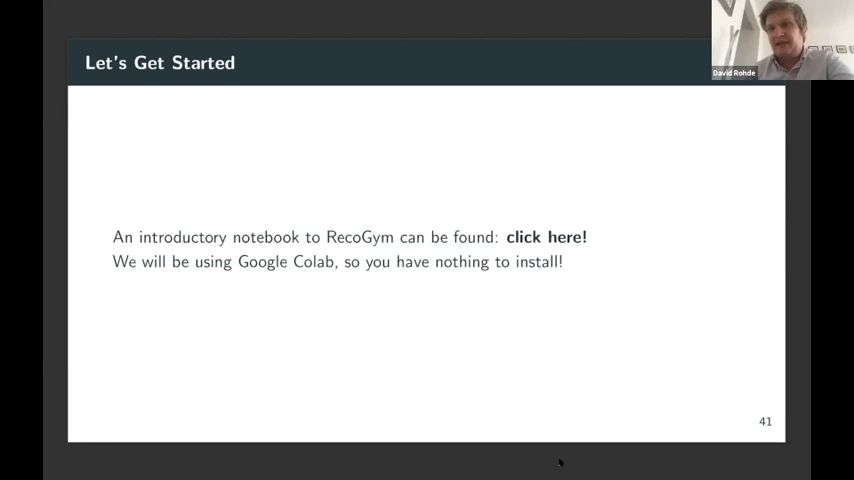 Let's Get Started
David Rohde
An introductory notebook to RecoGym can be found: click here!
We will be using Google Colab, so you have nothing to install!
41